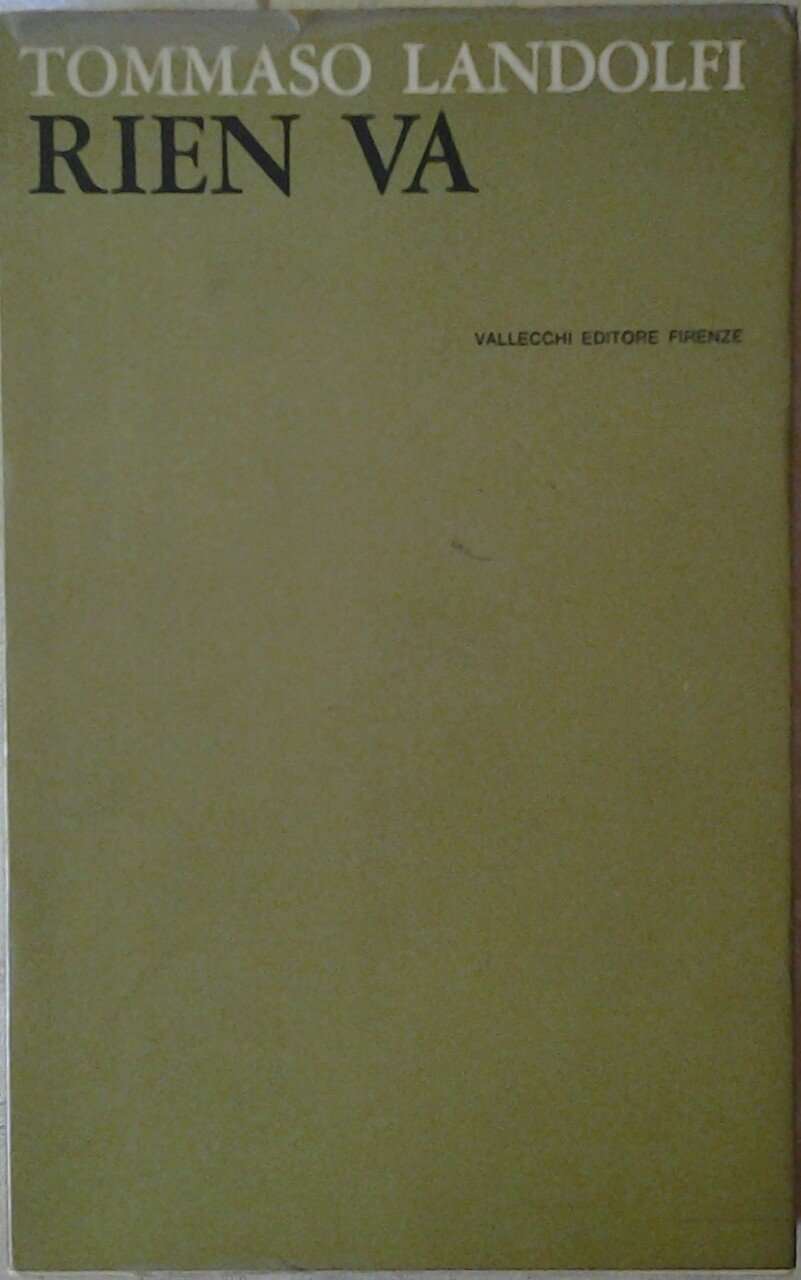 TOMMASO LANDOLFI
RIEN VA
VALLECCHI EDITORE FIRENZE